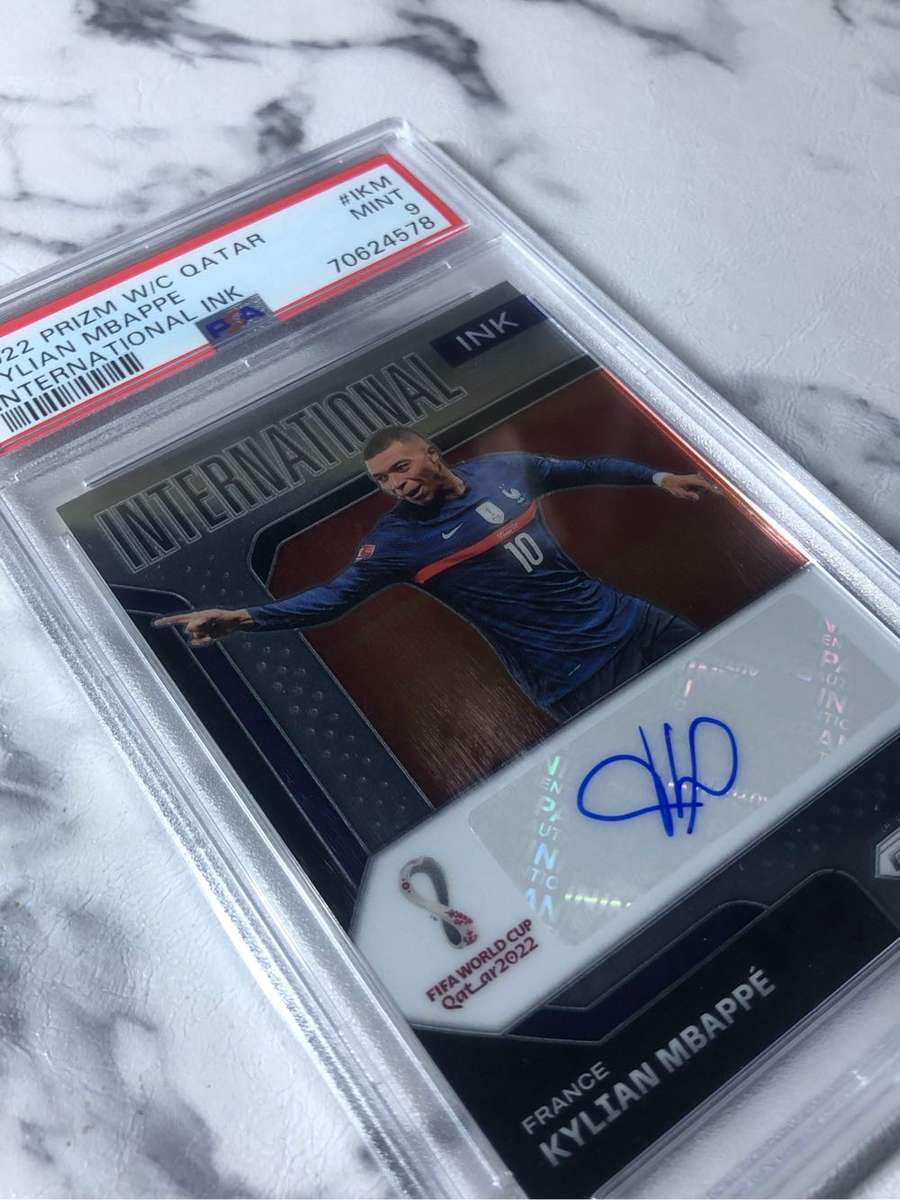 22 PRIZM W/C QATAR
#IKM
YLIAN MBAPPE
MINT
INTERNATIONAL INK
9
70624578
PSA
INTERNATIONAL
INK
10
FIFA WORLD CUP
Qatar2022
FRANCE
KYLIAN MBAPPÉ